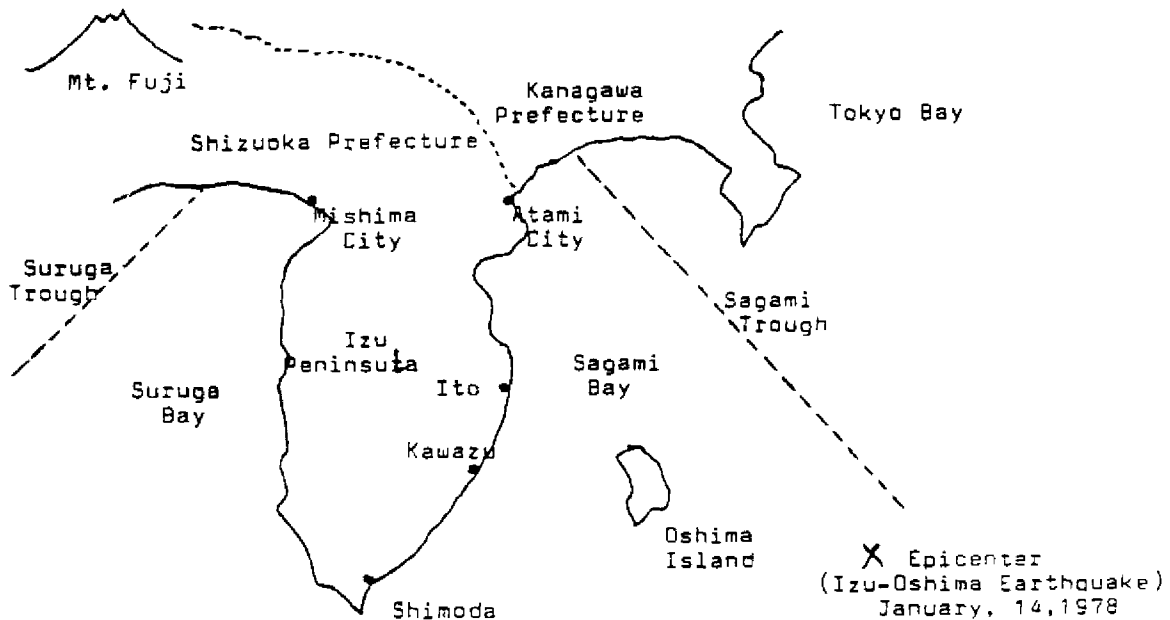 Mt. Fuji
Kanagawa
Prefecture
Tokyo Bay
Shizuoka Prefecture
Mishima
City
Atami
City
Suruga
Trough
Sagami
Trough
Izu
Peninsula
Suruga
Bay
Ito
Sagami
Bay
Kawazu
Oshima
Island
X Epicenter
(Izu-Oshima Earthquake)
January, 14,1978
Shimoda